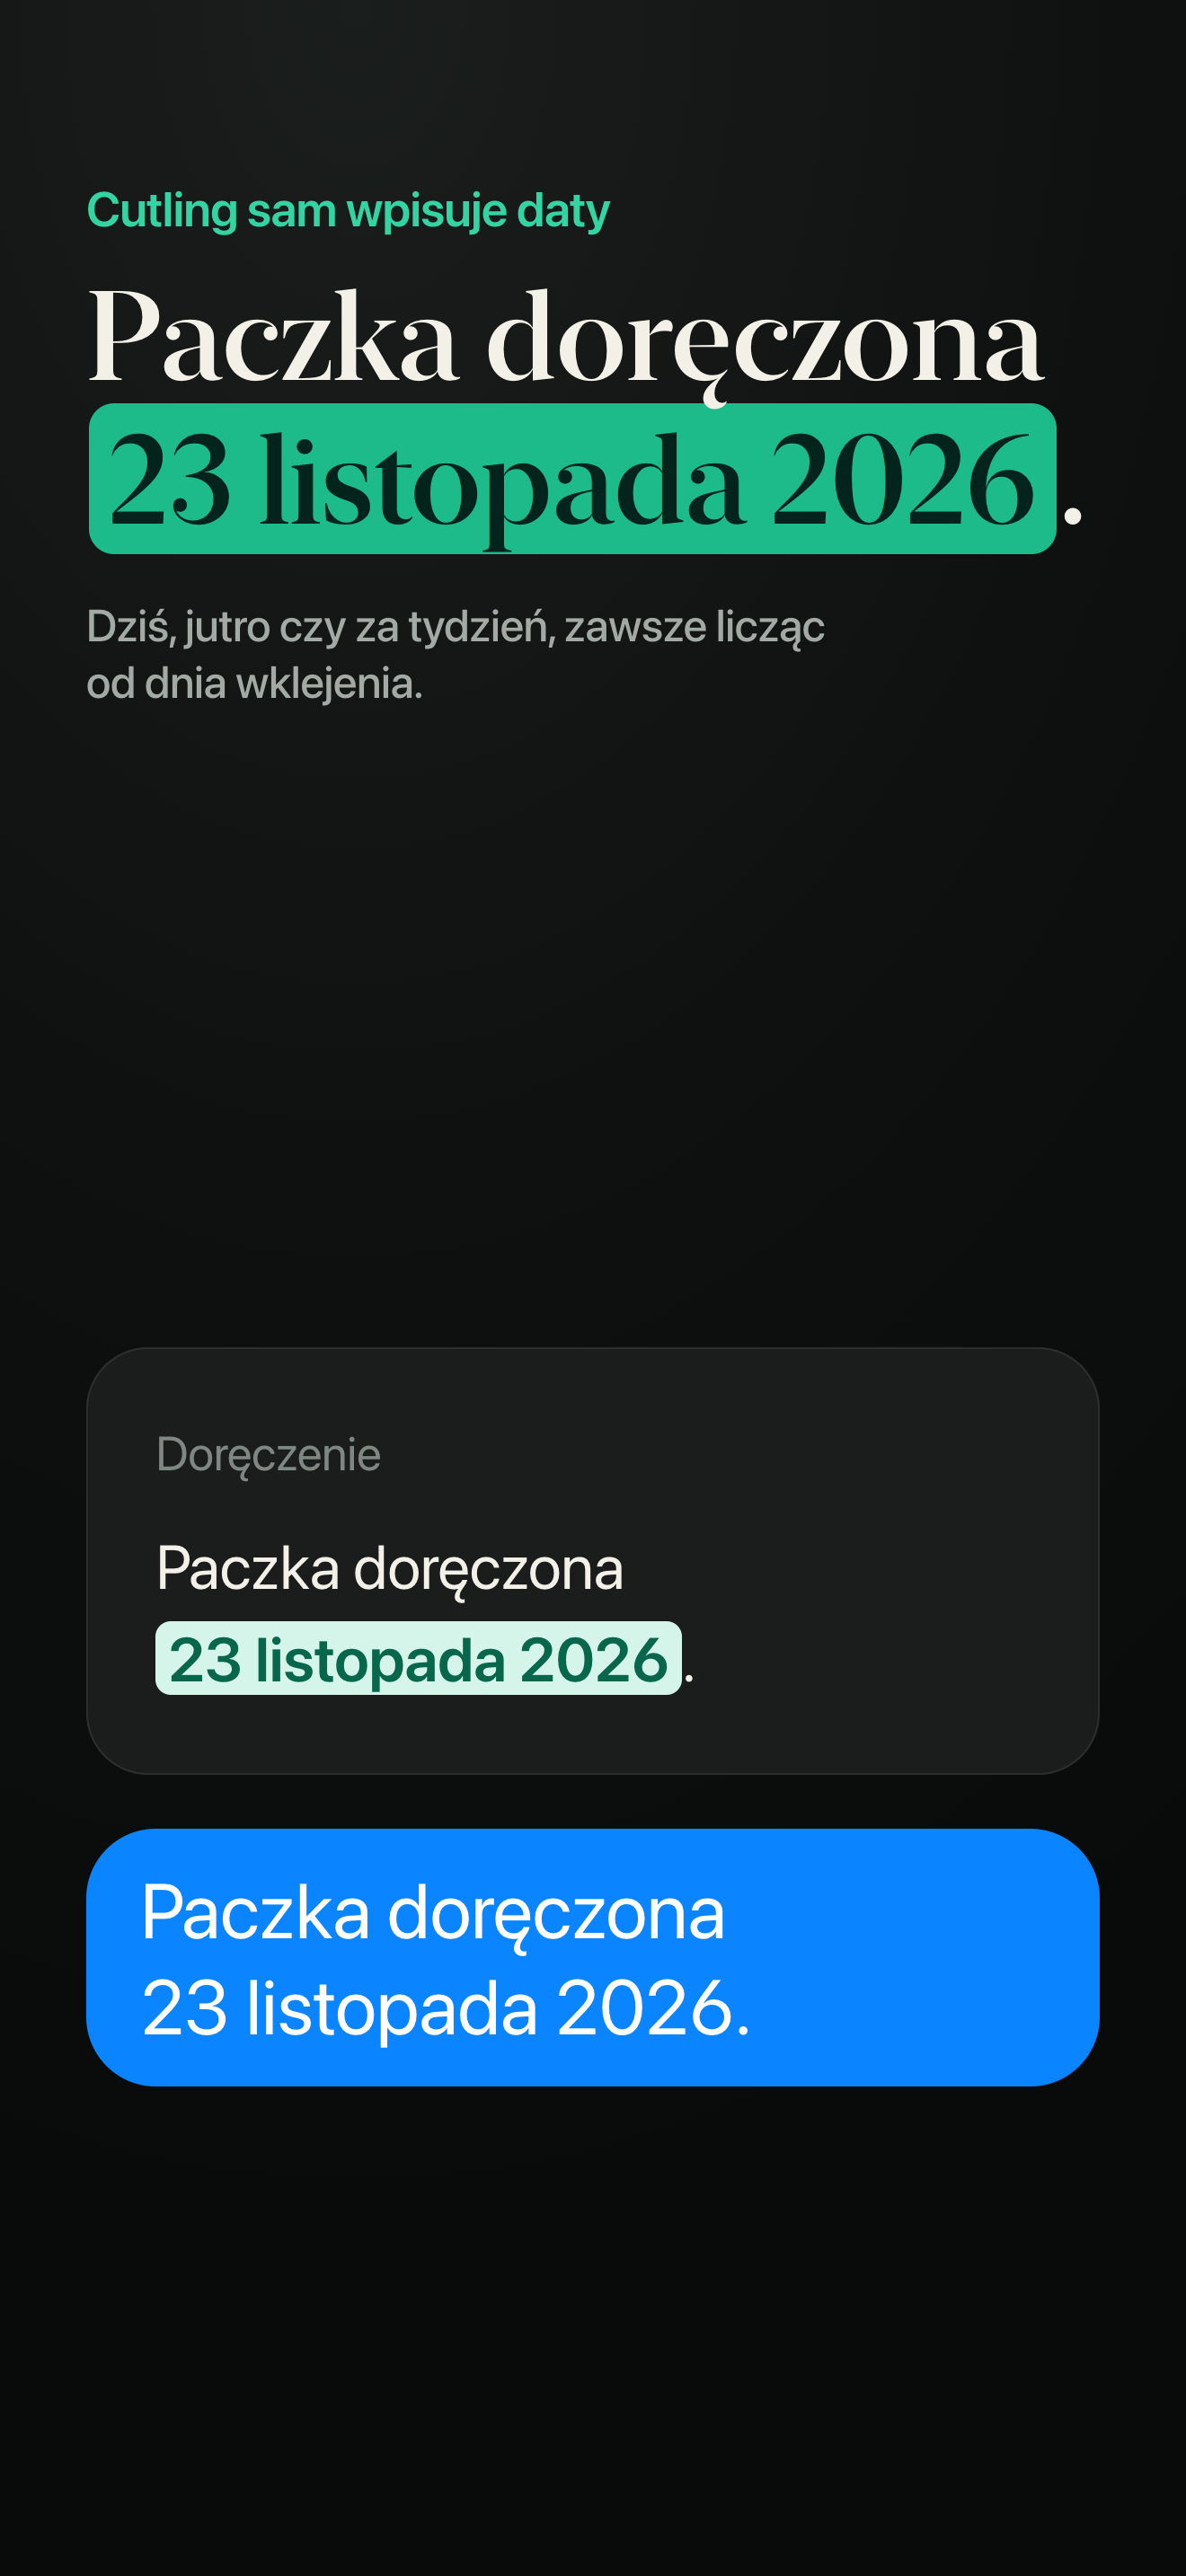 Cutling sam wpisuje daty
Paczka doręczona
23 listopada 2026.
Dziś, jutro czy za tydzień, zawsze licząc
od dnia wklejenia.
Doręczenie
Paczka doręczona
23 listopada 2026.
Paczka doręczona
23 listopada 2026.